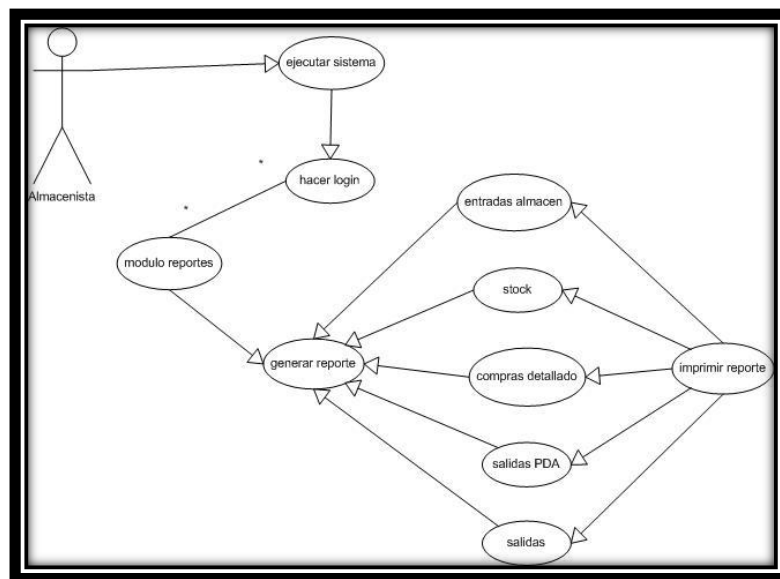 ejecutar sistema
hacer login
Almacenista
entradas almacen
modulo reportes
stock
generar reporte
compras detallado
imprimir reporte
salidas PDA
salidas
*
*